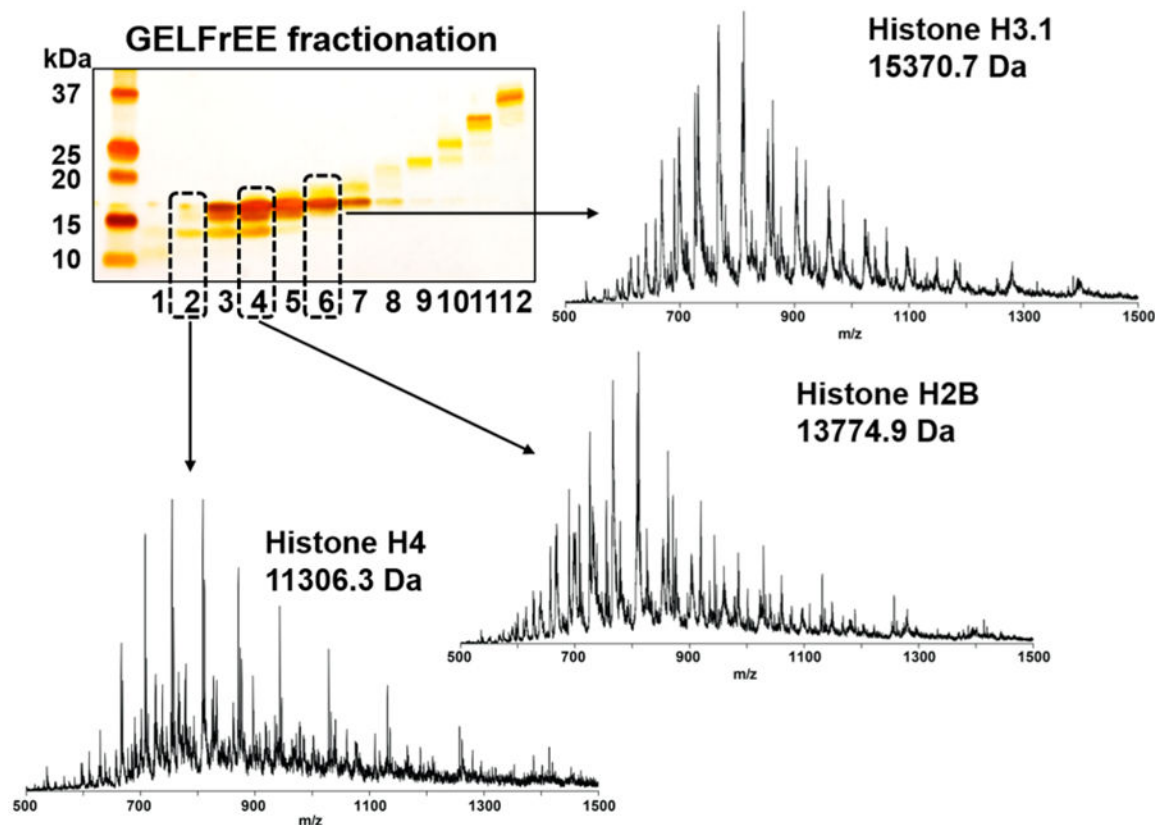 GELFrEE fractionation
kDa
37
25
20
15
10
1 2 3 4 5 6 7 8 9 10 11 12
Histone H3.1
15370.7 Da
500 700 900 1100 1300 1500
m/z
Histone H2B
13774.9 Da
500 700 900 1100 1300 1500
m/z
Histone H4
11306.3 Da
500 700 900 1100 1300 1500
m/z